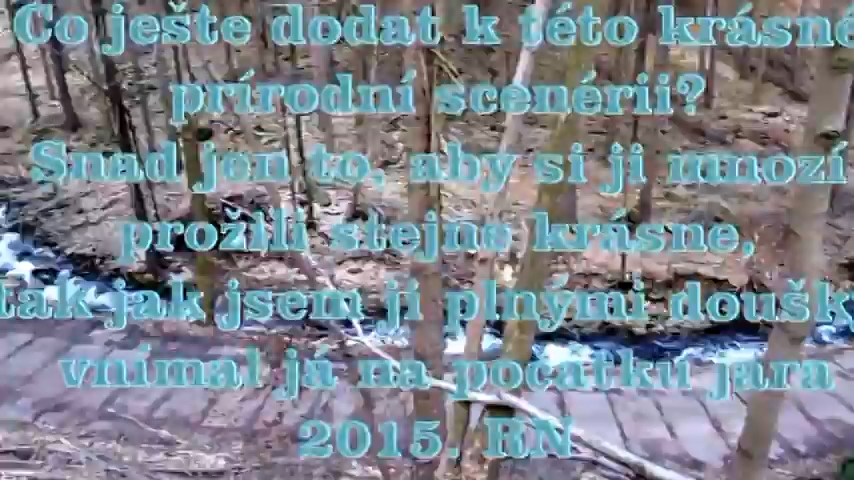 Co ješte dodat k této krásné
prírodní scenérii?
Snad jen to, aby si ji mnozí
prožili stejne krásne,
tak jak jsem ji plnými doušky
vnímal já na pocatku jara
2015. RN